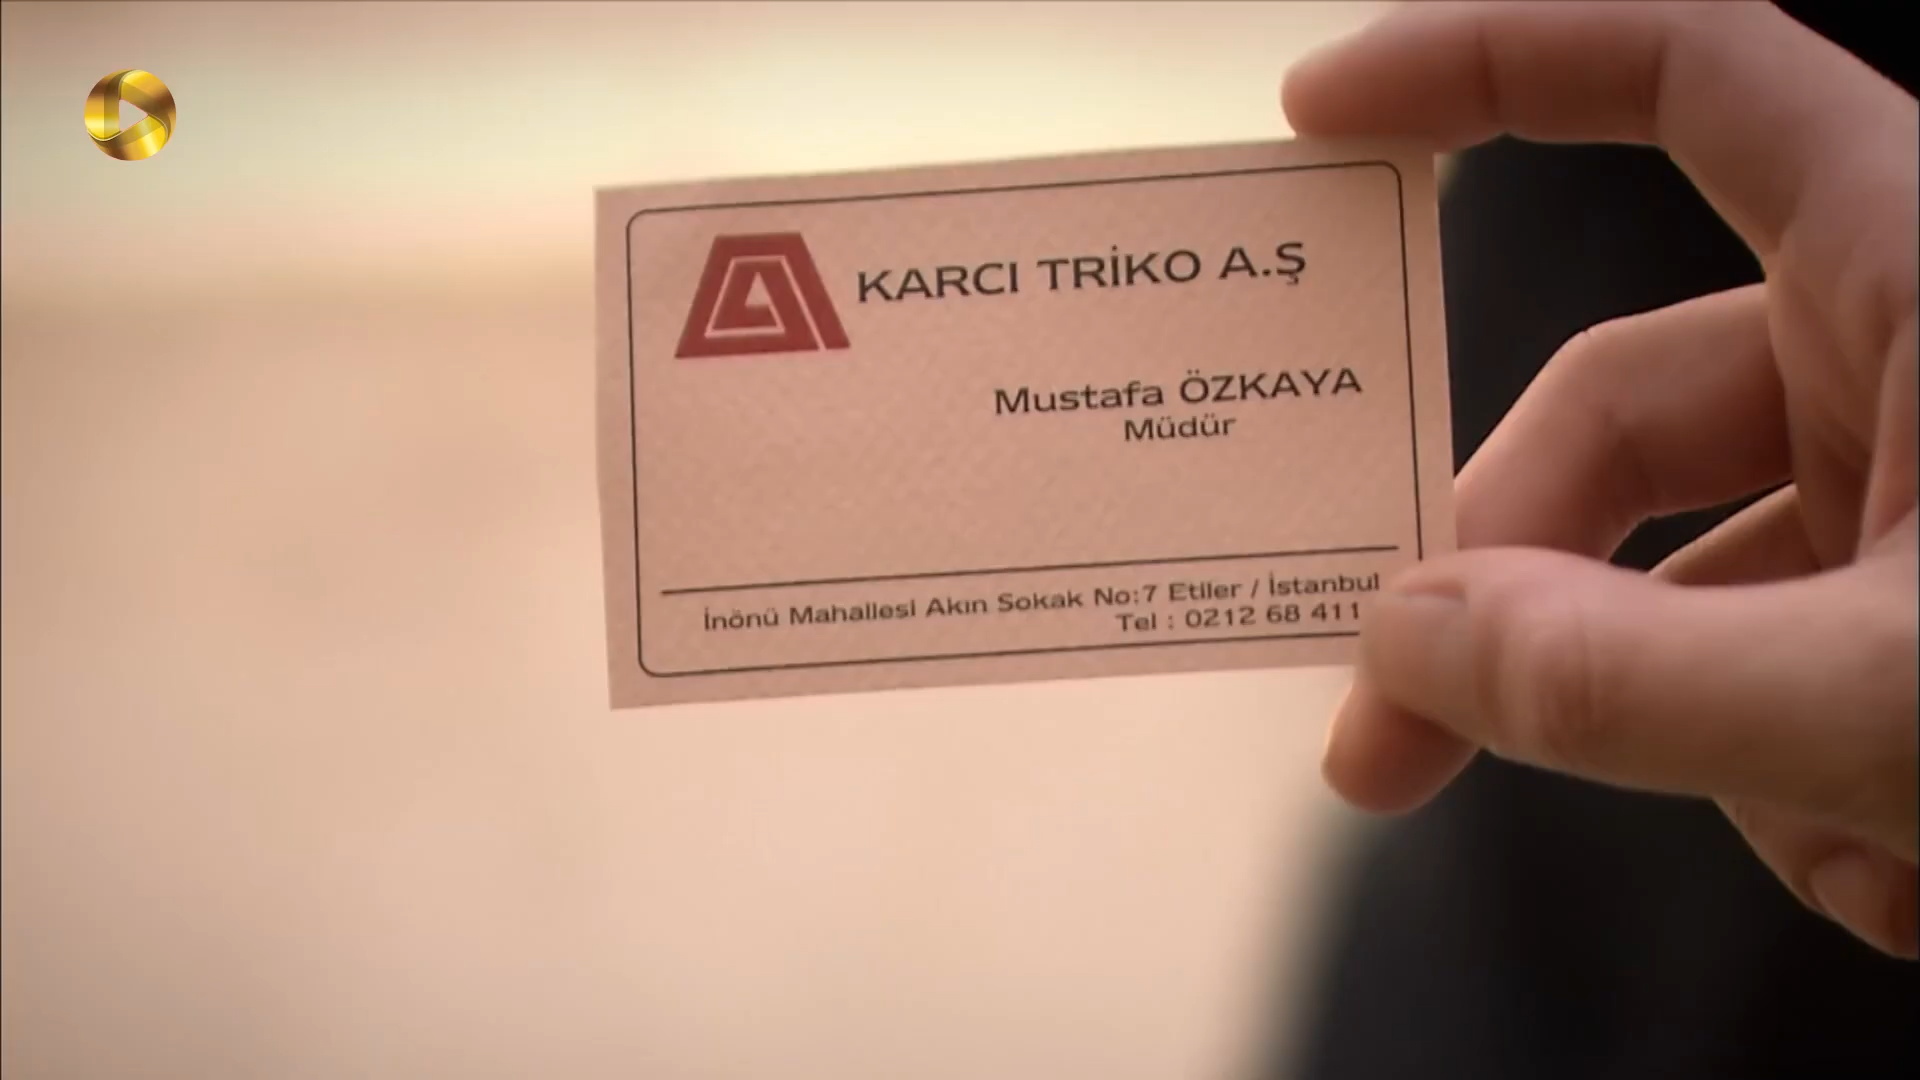 KARCI TRİKO A.Ş
Mustafa ÖZKAYA
Müdür
İnönü Mahallesi Akın Sokak No:7 Etiler / İstanbul
Tel : 0212 68 411